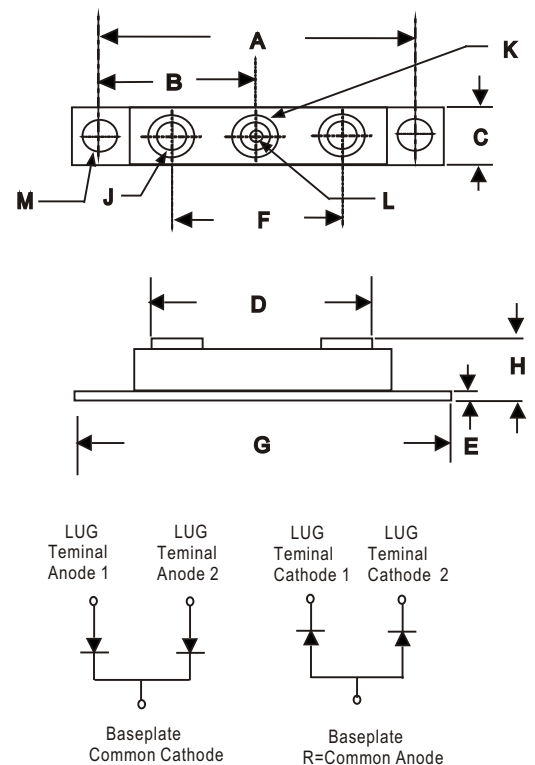 A
K
B
C
M
J
F
L
D
H
G
E
LUG
Teminal
Anode 1
LUG
Teminal
Anode 2
LUG
Teminal
Cathode 1
LUG
Teminal
Cathode 2
Baseplate
Common Cathode
Baseplate
R=Common Anode